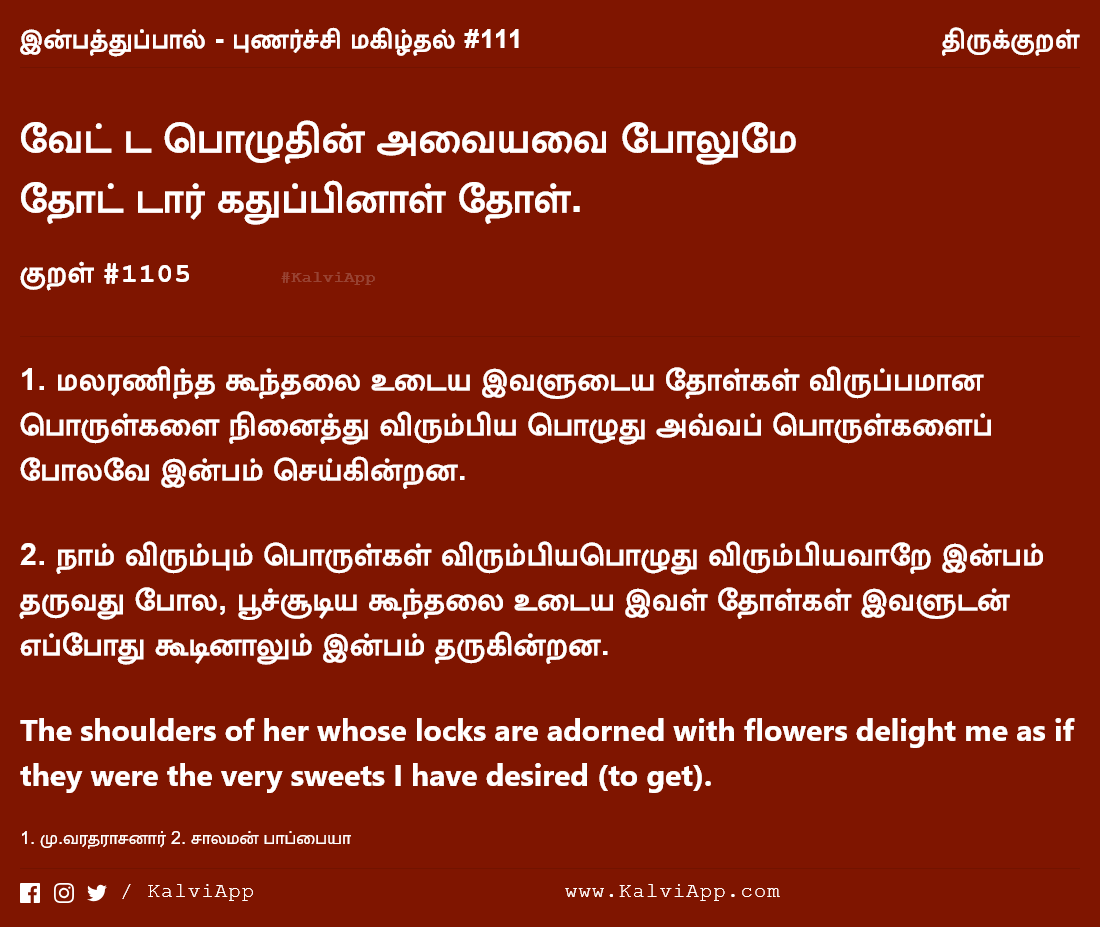 இன்பத்துப்பால் - புணர்ச்சி மகிழ்தல் #111 திருக்குறள்
வேட் ட பொழுதின் அவையவை போலுமே
தோட் டார் கதுப்பினாள் தோள்.
குறள் #1105 #KalviApp
1. மலரணிந்த கூந்தலை உடைய இவளுடைய தோள்கள் விருப்பமான
பொருள்களை நினைத்து விரும்பிய பொழுது அவ்வப் பொருள்களைப்
போலவே இன்பம் செய்கின்றன.
2. நாம் விரும்பும் பொருள்கள் விரும்பியபொழுது விரும்பியவாறே இன்பம்
தருவது போல, பூச்சூடிய கூந்தலை உடைய இவள் தோள்கள் இவளுடன்
எப்போது கூடினாலும் இன்பம் தருகின்றன.
The shoulders of her whose locks are adorned with flowers delight me as if
they were the very sweets I have desired (to get).
1. மு.வரதராசனார் 2. சாலமன் பாப்பையா
/ KalviApp www.KalviApp.com